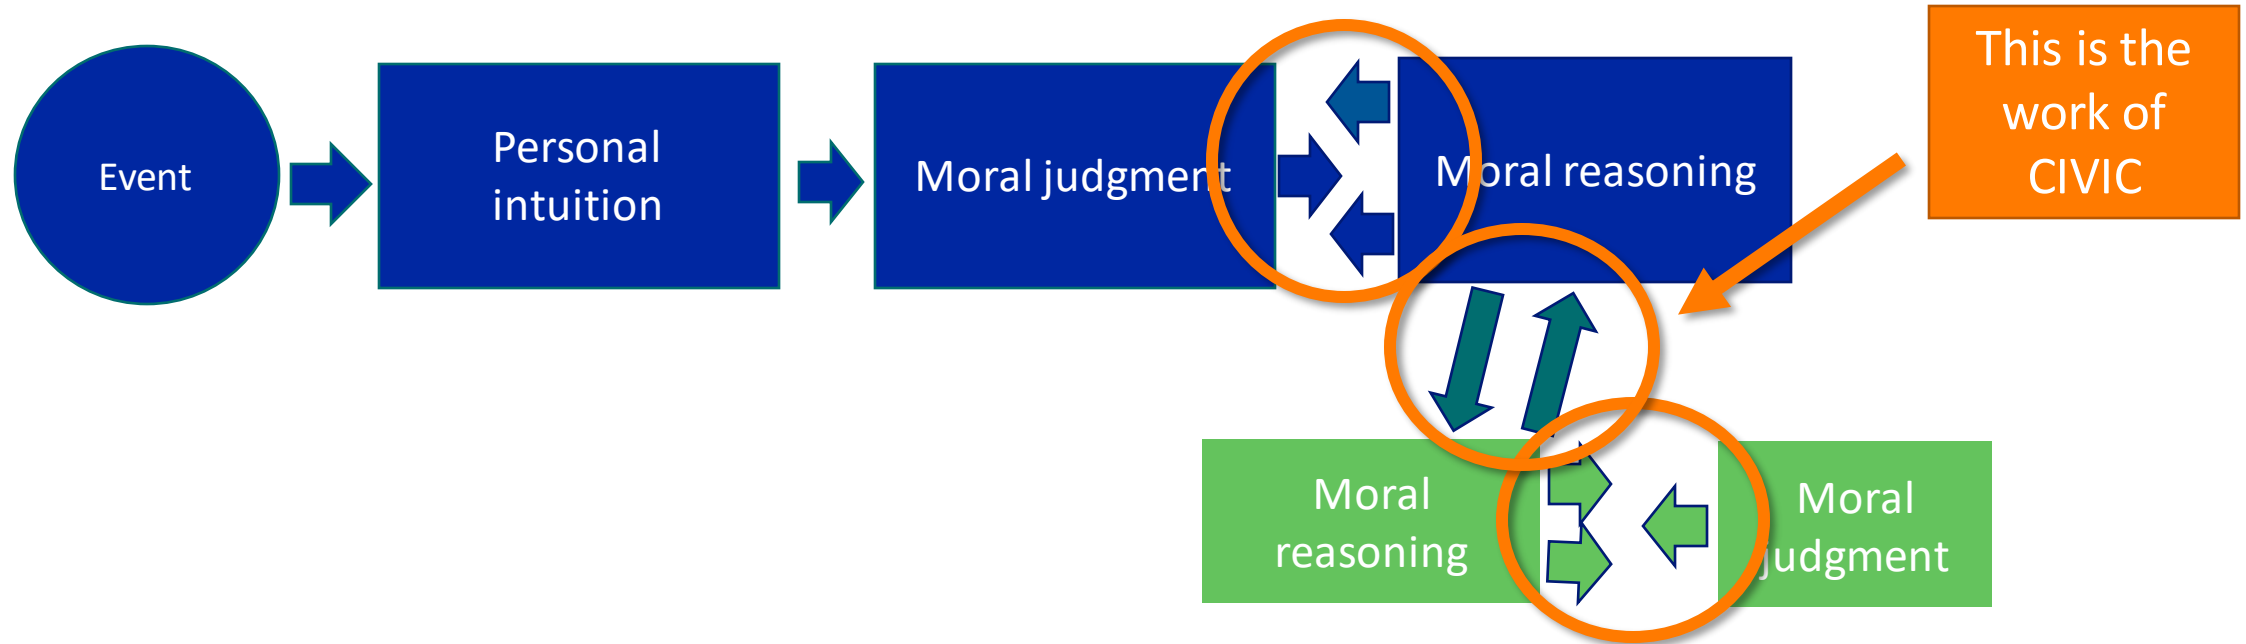 Event
Personal
intuition
Moral judgment
Moral reasoning
This is the
work of
CIVIC
Moral
reasoning
Moral
judgment